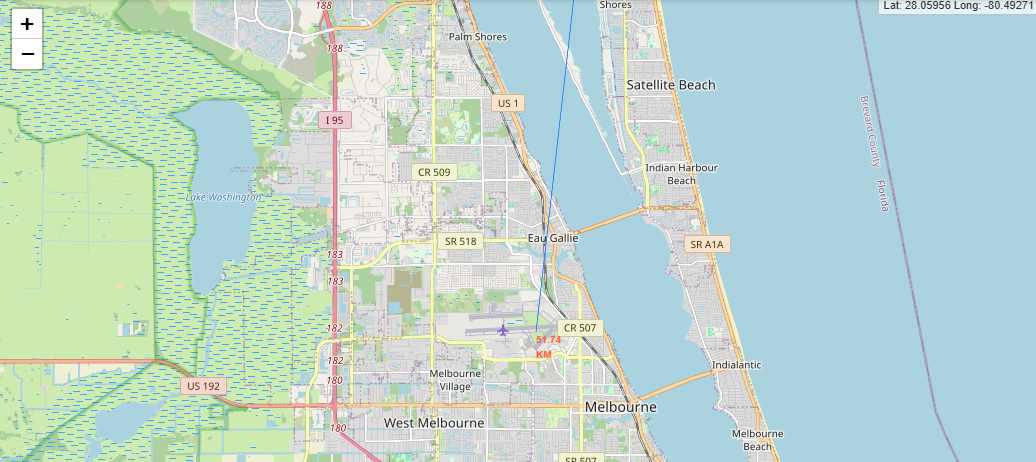 188
Shores
Lat: 28.05956 Long: -80.49271
+
−
188
Palm Shores
Satellite Beach
US 1
I 95
Brevard County
Florida
CR 509
Indian Harbour
Beach
Lake Washington
Eau Gallie
SR 518
SR A1A
183
183
182
CR 507
51.74
KM
182
Indialantic
180
Melbourne
Village
US 192
Melbourne
West Melbourne
180
Melbourne
Beach
SR 507